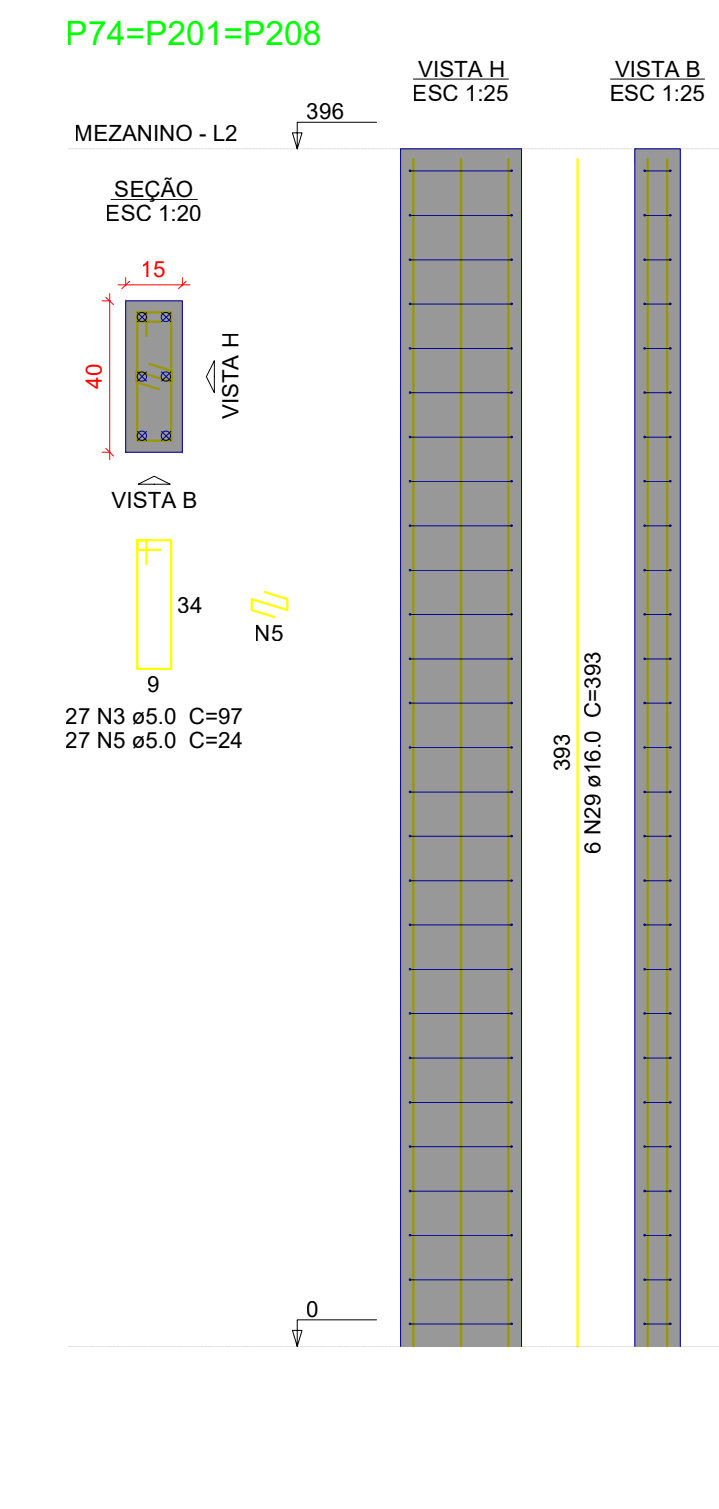 P74=P201=P208
VISTA H
ESC 1:25
VISTA B
ESC 1:25
396
MEZANINO - L2
SEÇÃO
ESC 1:20
15
40
VISTA H
VISTA B
34
N5
9
27 N3 ø5.0 C=97
27 N5 ø5.0 C=24
393
6 N29 ø16.0 C=393
0